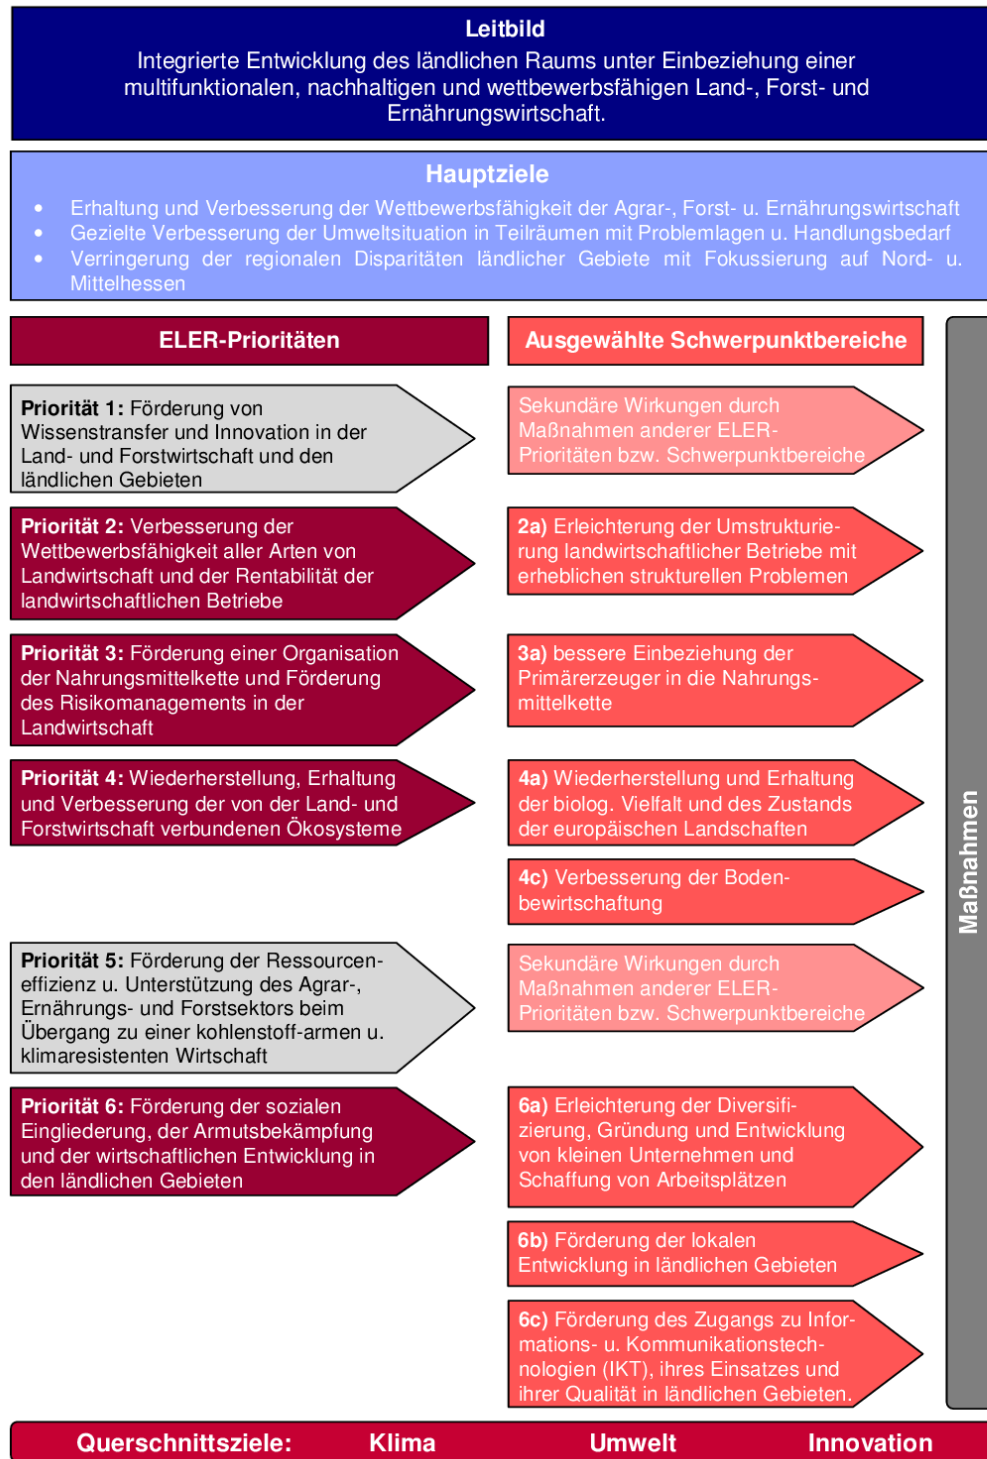 Leitbild
Integrierte Entwicklung des ländlichen Raums unter Einbeziehung einer
multifunktionalen, nachhaltigen und wettbewerbsfähigen Land-, Forst- und
Ernährungswirtschaft.
Hauptziele
• Erhaltung und Verbesserung der Wettbewerbsfähigkeit der Agrar-, Forst- u. Ernährungswirtschaft
• Gezielte Verbesserung der Umweltsituation in Teilräumen mit Problemlagen u. Handlungsbedarf
• Verringerung der regionalen Disparitäten ländlicher Gebiete mit Fokussierung auf Nord- u.
Mittelhessen
ELER-Prioritäten
Ausgewählte Schwerpunktbereiche
Priorität 1: Förderung von
Wissenstransfer und Innovation in der
Land- und Forstwirtschaft und den
ländlichen Gebieten
Sekundäre Wirkungen durch
Maßnahmen anderer ELER-
Prioritäten bzw. Schwerpunktbereiche
Priorität 2: Verbesserung der
Wettbewerbsfähigkeit aller Arten von
Landwirtschaft und der Rentabilität der
landwirtschaftlichen Betriebe
2a) Erleichterung der Umstrukturie-
rung landwirtschaftlicher Betriebe mit
erheblichen strukturellen Problemen
Priorität 3: Förderung einer Organisation
der Nahrungsmittelkette und Förderung
des Risikomanagements in der
Landwirtschaft
3a) bessere Einbeziehung der
Primärerzeuger in die Nahrungs-
mittelkette
Priorität 4: Wiederherstellung, Erhaltung
und Verbesserung der von der Land- und
Forstwirtschaft verbundenen Ökosysteme
4a) Wiederherstellung und Erhaltung
der biolog. Vielfalt und des Zustands
der europäischen Landschaften
4c) Verbesserung der Boden-
bewirtschaftung
Priorität 5: Förderung der Ressourcen-
effizienz u. Unterstützung des Agrar-,
Ernährungs- und Forstsektors beim
Übergang zu einer kohlenstoff-armen u.
klimaresistenten Wirtschaft
Sekundäre Wirkungen durch
Maßnahmen anderer ELER-
Prioritäten bzw. Schwerpunktbereiche
Priorität 6: Förderung der sozialen
Eingliederung, der Armutsbekämpfung
und der wirtschaftlichen Entwicklung in
den ländlichen Gebieten
6a) Erleichterung der Diversifi-
zierung, Gründung und Entwicklung
von kleinen Unternehmen und
Schaffung von Arbeitsplätzen
6b) Förderung der lokalen
Entwicklung in ländlichen Gebieten
6c) Förderung des Zugangs zu Infor-
mations- u. Kommunikationstech-
nologien (IKT), ihres Einsatzes und
ihrer Qualität in ländlichen Gebieten.
Maßnahmen
Querschnittsziele: Klima Umwelt Innovation